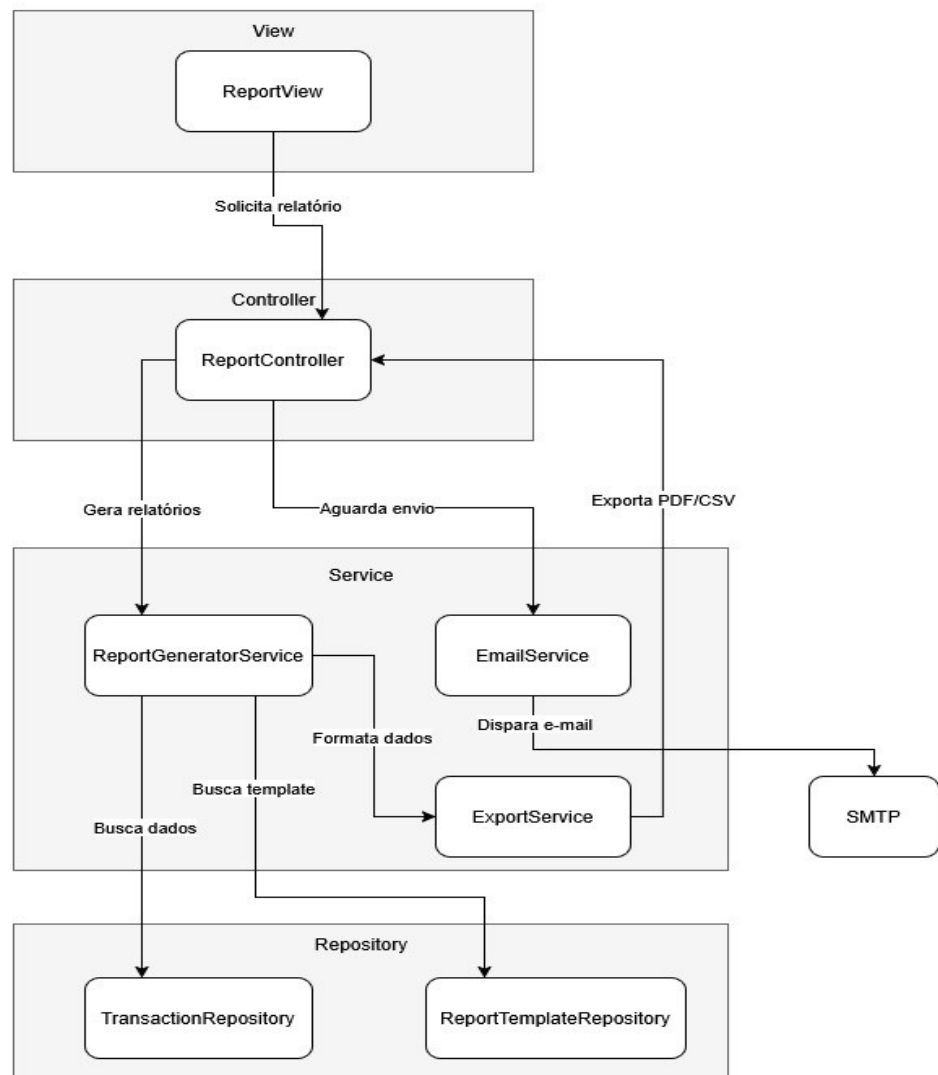 View
ReportView
Solicita relatório
Controller
ReportController
Gera relatórios
Aguarda envio
Exporta PDF/CSV
Service
ReportGeneratorService
EmailService
Formata dados
Dispara e-mail
Busca template
Busca dados
ExportService
SMTP
Repository
TransactionRepository
ReportTemplateRepository